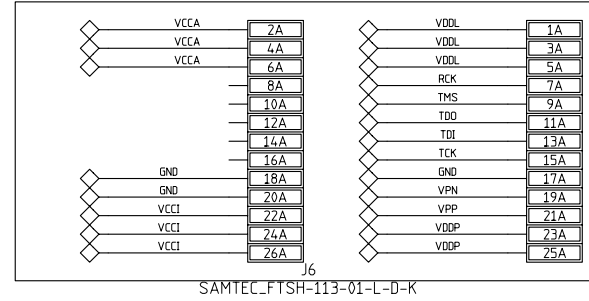 VCCA 2A VDDL 1A
VCCA 4A VDDL 3A
VCCA 6A VDDL 5A
8A RCK 7A
10A TMS 9A
12A TDO 11A
14A TDI 13A
16A TCK 15A
GND 18A GND 17A
GND 20A VPN 19A
VCCI 22A VPP 21A
VCCI 24A VDDP 23A
VCCI 26A VDDP 25A
J6
SAMTEC_FTSH-113-01-L-D-K